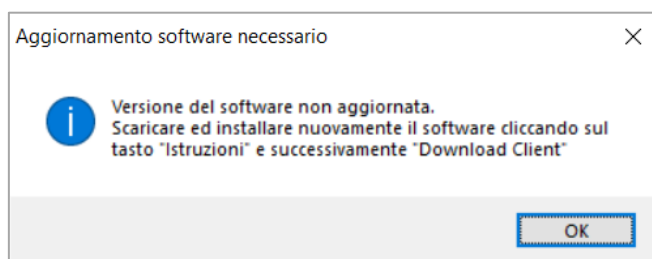 Aggiornamento software necessario
Versione del software non aggiornata.
Scaricare ed installare nuovamente il software cliccando sul
tasto "Istruzioni" e successivamente "Download Client"
OK